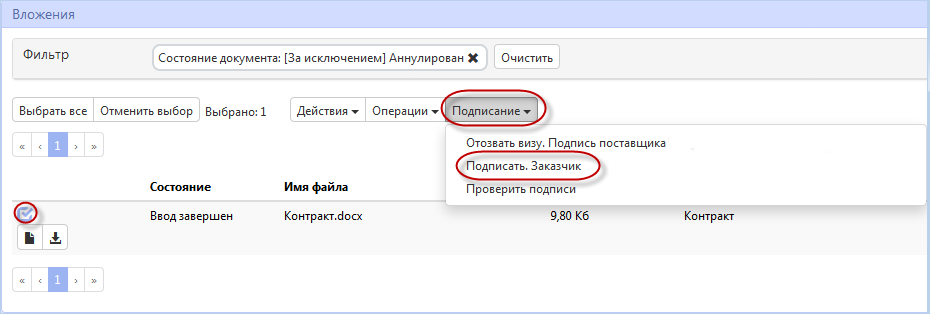 Вложения
Фильтр
Состояние документа: [За исключением] Аннулирован ✖
Очистить
Выбрать все Отменить выбор Выбрано: 1 Действия Операции Подписание
« ‹ 1 › »
Отозвать визу. Подпись поставщика
Подписать. Заказчик
Проверить подписи
Состояние Имя файла
Ввод завершен Контракт.docx 9,80 Кб Контракт
« ‹ 1 › »